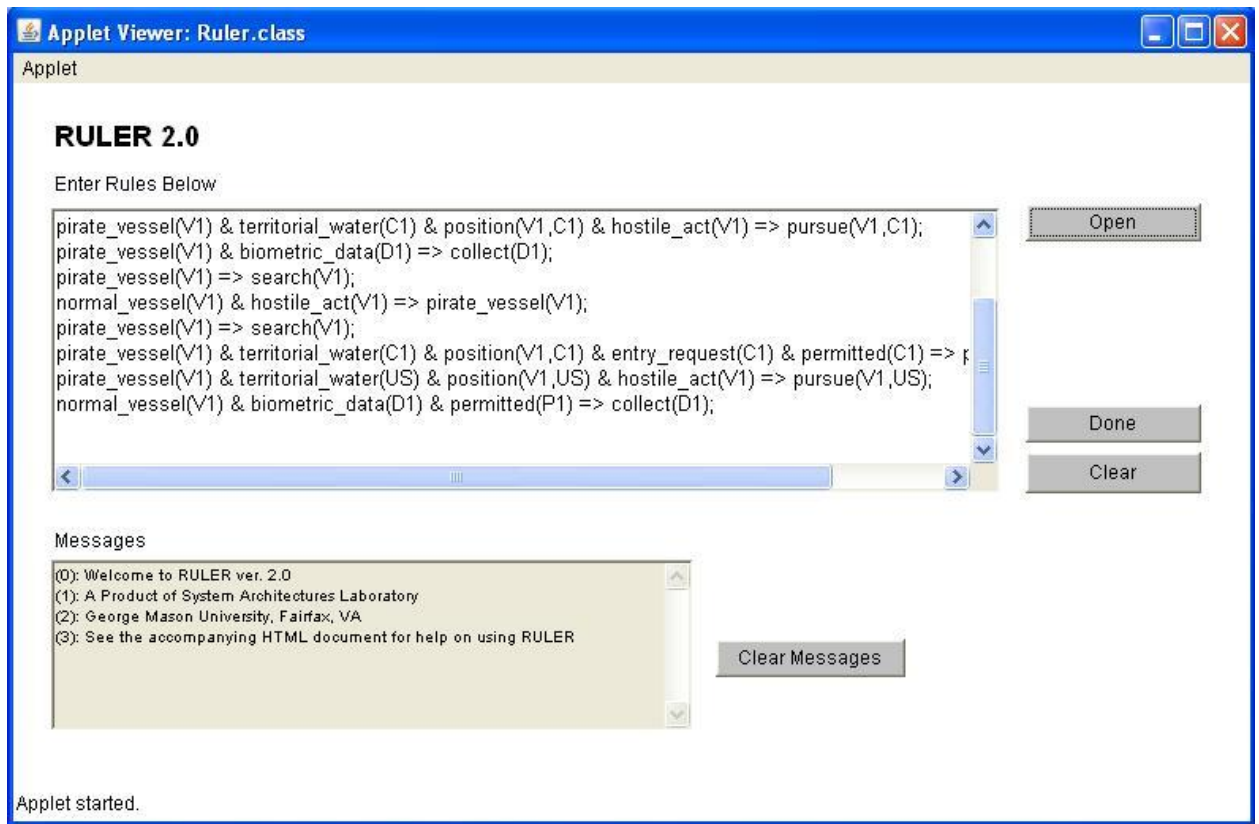 Applet Viewer: Ruler.class
Applet
RULER 2.0
Enter Rules Below
pirate_vessel(V1) & territorial_water(C1) & position(V1,C1) & hostile_act(V1) => pursue(V1,C1);
pirate_vessel(V1) & biometric_data(D1) => collect(D1);
pirate_vessel(V1) => search(V1);
normal_vessel(V1) & hostile_act(V1) => pirate_vessel(V1);
pirate_vessel(V1) => search(V1);
pirate_vessel(V1) & territorial_water(C1) & position(V1,C1) & entry_request(C1) & permitted(C1) =>
pirate_vessel(V1) & territorial_water(US) & position(V1,US) & hostile_act(V1) => pursue(V1,US);
normal_vessel(V1) & biometric_data(D1) & permitted(P1) => collect(D1);
Open
Done
Clear
Messages
(0): Welcome to RULER ver. 2.0
(1): A Product of System Architectures Laboratory
(2): George Mason University, Fairfax, VA
(3): See the accompanying HTML document for help on using RULER
Clear Messages
Applet started.